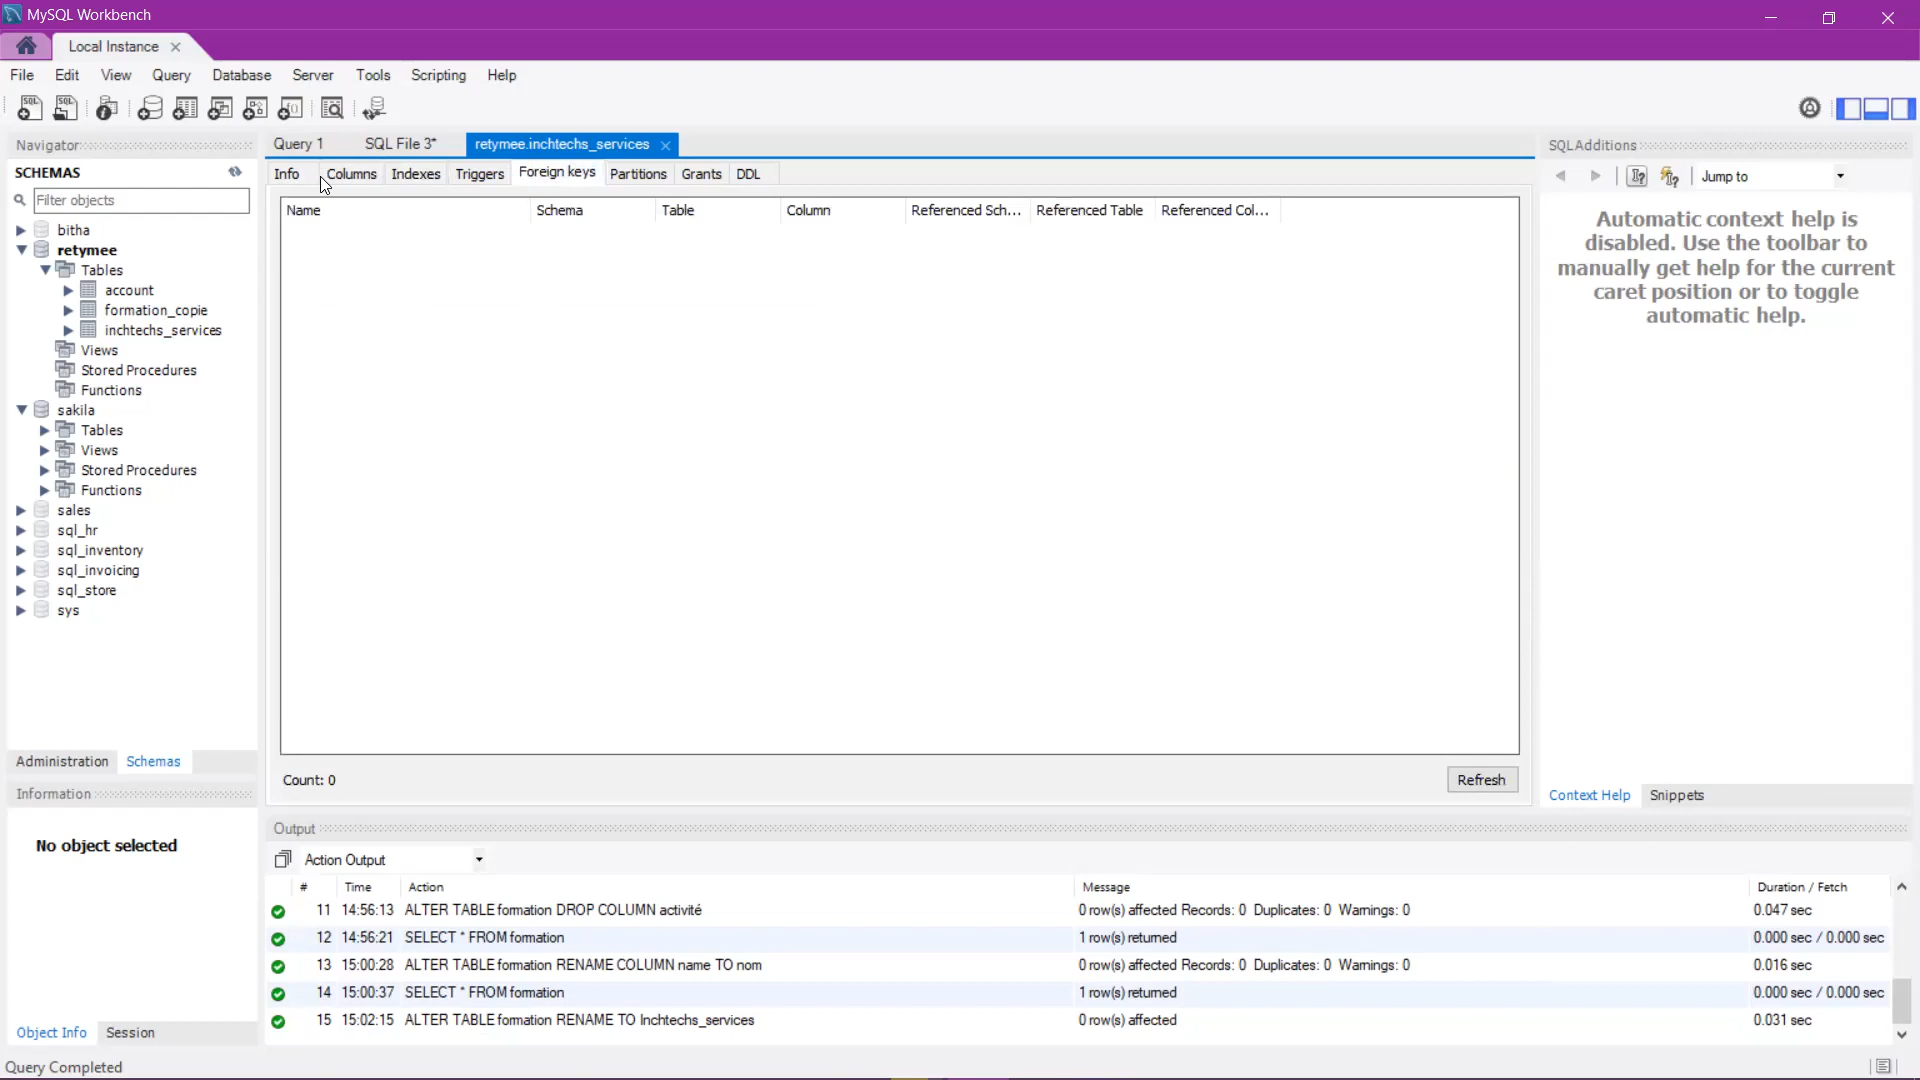 MySQL Workbench
Local Instance
File Edit View Query Database Server Tools Scripting Help
Navigator
SCHEMAS
Filter objects
bitha
retymee
Tables
account
formation_copie
inchtechs_services
Views
Stored Procedures
Functions
sakila
Tables
Views
Stored Procedures
Functions
sales
sql_hr
sql_inventory
sql_invoicing
sql_store
sys
Administration Schemas
Information
No object selected
Object Info Session
Query 1 SQL File 3* retymee.inchtechs_services
Info Columns Indexes Triggers Foreign keys Partitions Grants DDL
Name Schema Table Column Referenced Sch... Referenced Table Referenced Col...
Count: 0
Refresh
SQLAdditions
Jump to
Automatic context help is
disabled. Use the toolbar to
manually get help for the current
caret position or to toggle
automatic help.
Context Help Snippets
Output
Action Output
# Time Action Message Duration / Fetch
11 14:56:13 ALTER TABLE formation DROP COLUMN activité 0 row(s) affected Records: 0 Duplicates: 0 Warnings: 0 0.047 sec
12 14:56:21 SELECT * FROM formation 1 row(s) returned 0.000 sec / 0.000 sec
13 15:00:28 ALTER TABLE formation RENAME COLUMN name TO nom 0 row(s) affected Records: 0 Duplicates: 0 Warnings: 0 0.016 sec
14 15:00:37 SELECT * FROM formation 1 row(s) returned 0.000 sec / 0.000 sec
15 15:02:15 ALTER TABLE formation RENAME TO Inchtechs_services 0 row(s) affected 0.031 sec
Query Completed